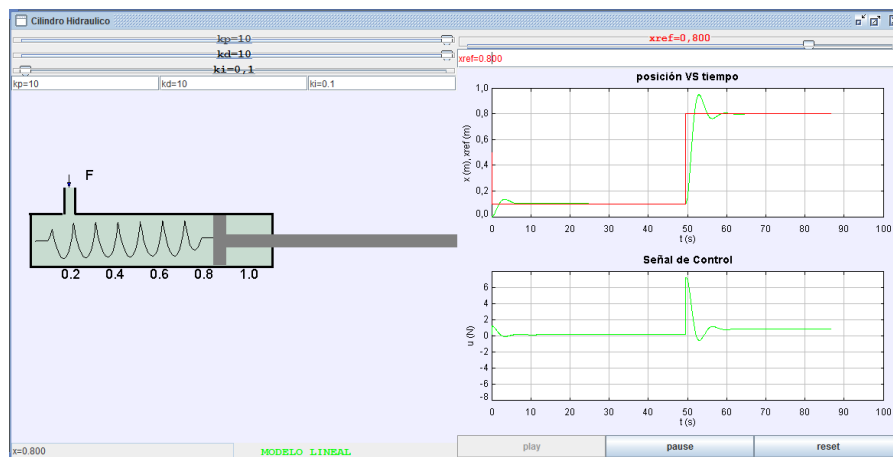 Cilindro Hidraulico
kp=10
kd=10
ki=0,1
kp=10 kd=10 ki=0.1
F
0.2 0.4 0.6 0.8 1.0
x=0.800 MODELO LINEAL
xref=0,800
xref=0.800
posición VS tiempo
x (m), xref (m)
1,0
0,8
0,6
0,4
0,2
0,0
0 10 20 30 40 50 60 70 80 90 100
t (s)
Señal de Control
u (N)
6
4
2
0
-2
-4
-6
-8
0 10 20 30 40 50 60 70 80 90 100
t (s)
play pause reset